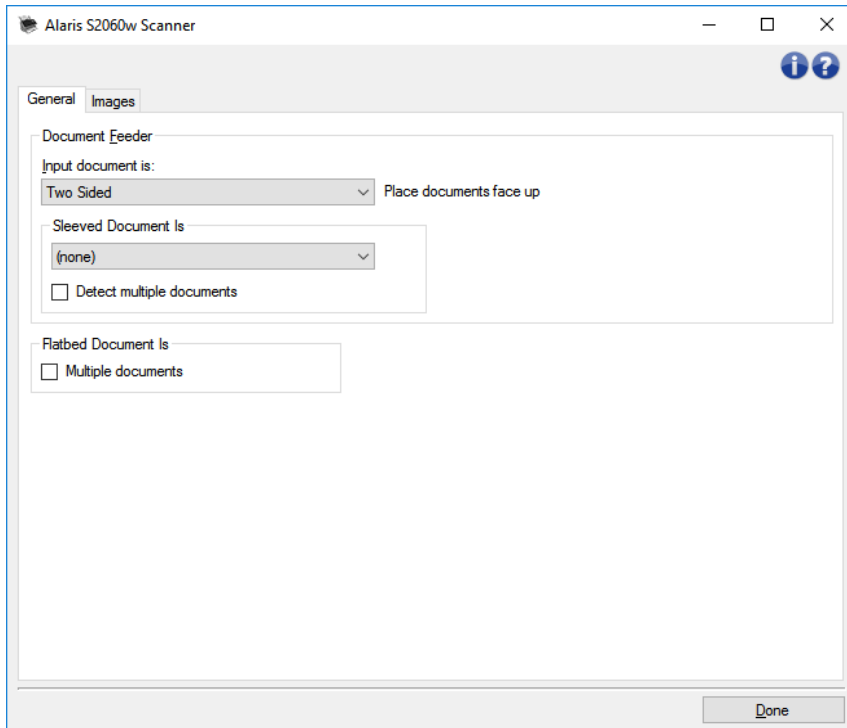 Alaris S2060w Scanner
General Images
Document Feeder
Input document is:
Two Sided Place documents face up
Sleeved Document Is
(none)
Detect multiple documents
Flatbed Document Is
Multiple documents
Done